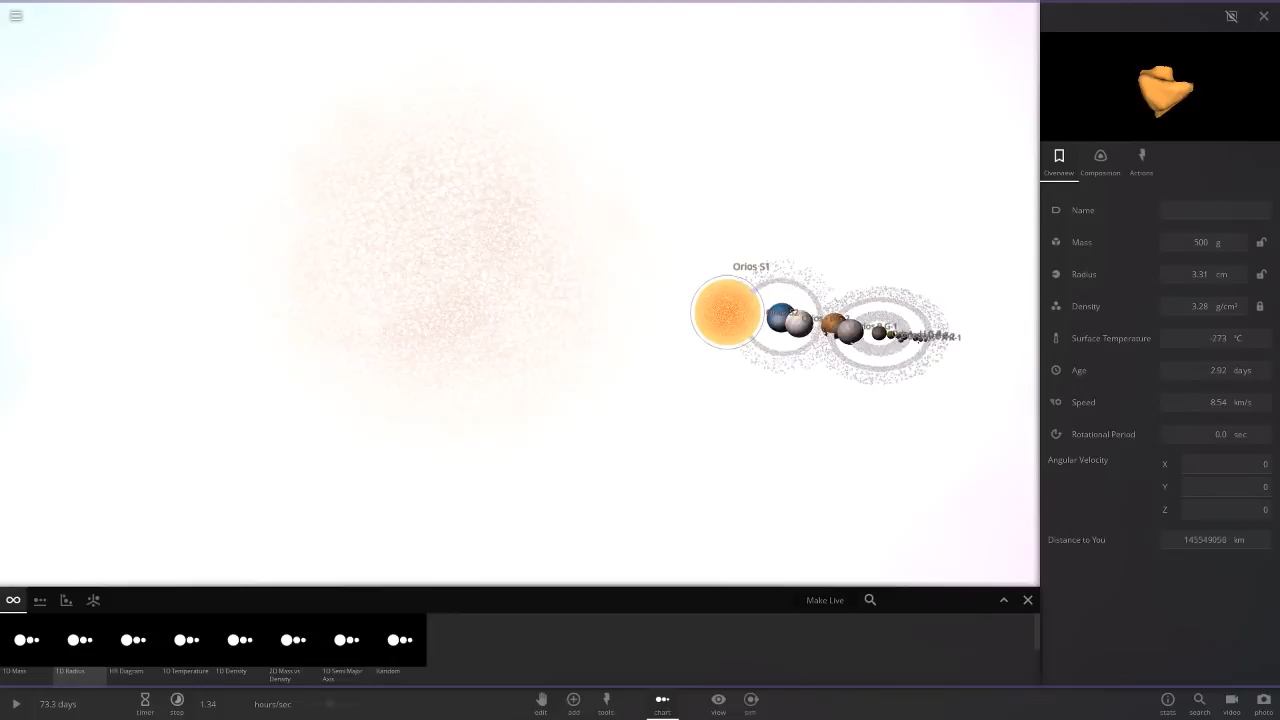 Orios S1
Overview Composition Actions
Name
Mass 500 g
Radius 3.31 cm
Density 3.28 g/cm³
Surface Temperature -273 °C
Age 2.92 days
Speed 8.54 km/s
Rotational Period 0.0 sec
Angular Velocity
X 0
Y 0
Z 0
Distance to You 145549056 km
Make Live
1D Mass 1D Radius HR Diagram 1D Temperature 1D Density 2D Mass vs Density 1D Semi Major Axis Random
73.3 days timer step 1.34 hours/sec edit add tools chart view sim stats search video photo